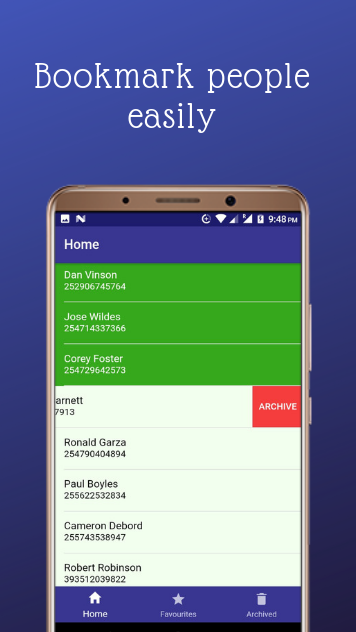 Bookmark people
easily
9:48 PM
Home
Dan Vinson
252906745764
Jose Wildes
254714337366
Corey Foster
254729642573
arnett
7913
ARCHIVE
Ronald Garza
254790404894
Paul Boyles
255622532834
Cameron Debord
255743538947
Robert Robinson
393512039822
Home
Favourites
Archived